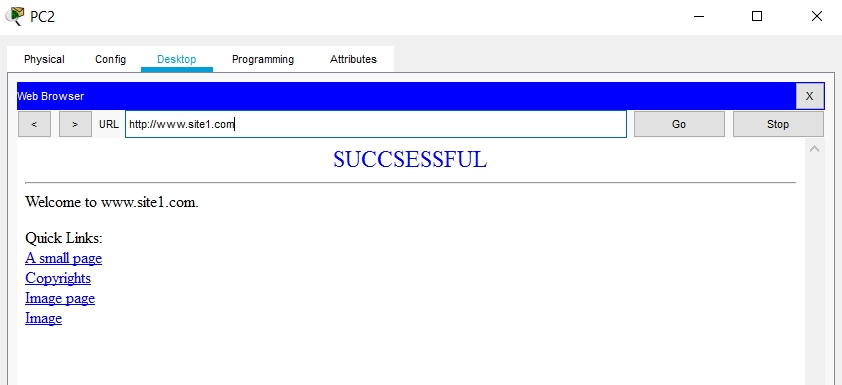 PC2
Physical Config Desktop Programming Attributes
Web Browser X
< > URL http://www.site1.com Go Stop
SUCCSESSFUL
Welcome to www.site1.com.
Quick Links:
A small page
Copyrights
Image page
Image